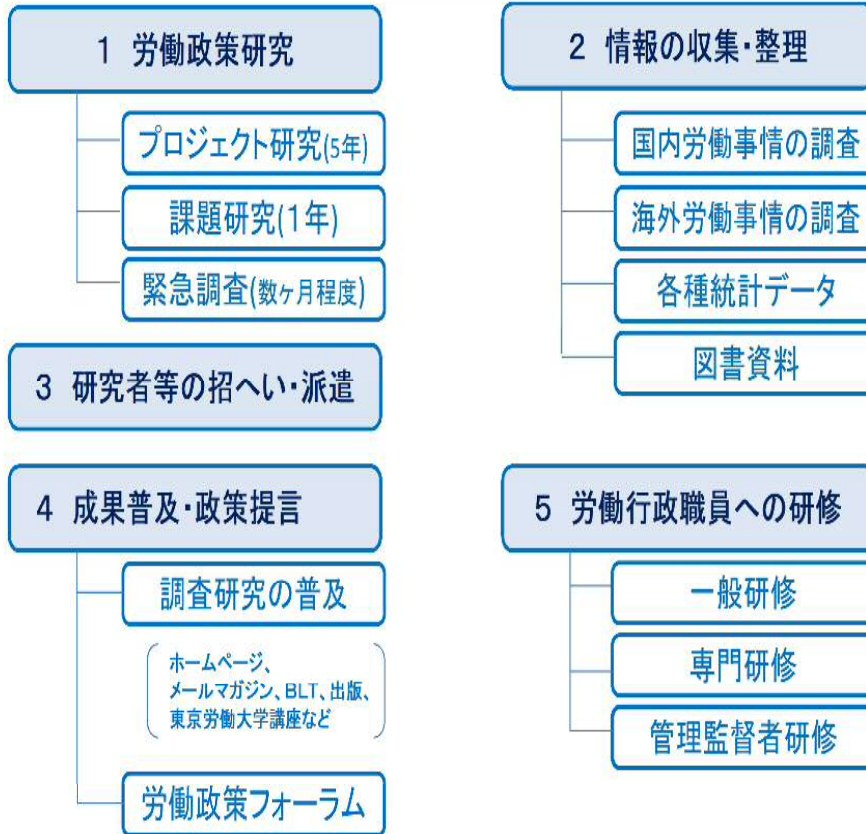 1 労働政策研究
プロジェクト研究(5年)
課題研究(1年)
緊急調査(数ヶ月程度)
2 情報の収集・整理
国内労働事情の調査
海外労働事情の調査
各種統計データ
図書資料
3 研究者等の招へい・派遣
4 成果普及・政策提言
調査研究の普及
ホームページ、
メールマガジン、BLT、出版、
東京労働大学講座など
労働政策フォーラム
5 労働行政職員への研修
一般研修
専門研修
管理監督者研修